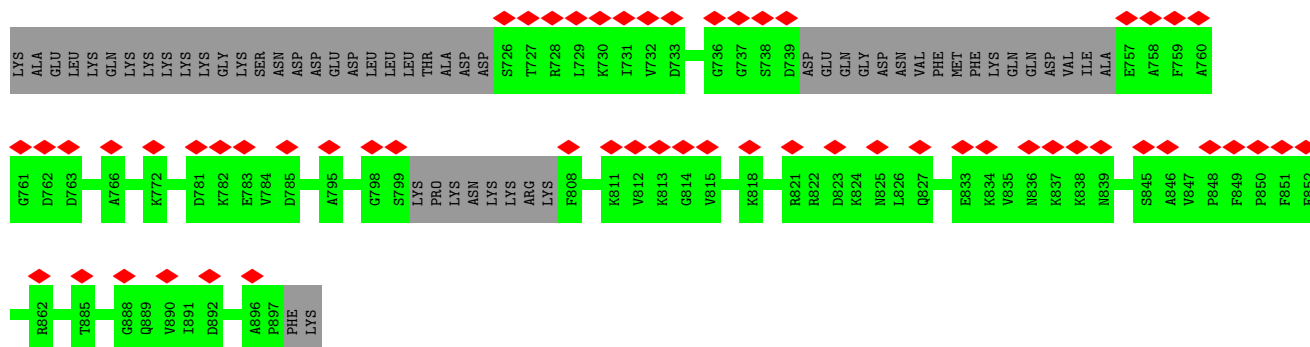 LYS ALA GLU LEU LYS GLN LYS LYS LYS LYS LYS GLY LYS SER ASN ASP ASP GLU ASP LEU LEU LEU THR ALA ASP ASP S726 T727 R728 L729 K730 I731 V732 D733 G736 G737 S738 D739 ASP GLU GLN GLY ASP ASN VAL PHE MET PHE LYS GLN GLN ASP VAL ILE ALA E757 A758 F759 A760
G761 D762 D763 A766 K772 D781 K782 E783 V784 D785 A795 G798 S799 LYS PRO LYS ASN LYS LYS ARG LYS F808 K811 V812 K813 G814 V815 K818 R821 R822 D823 K824 N825 L826 Q827 E833 K834 V835 N836 K837 K838 N839 S845 A846 V847 P848 F849 P850 F851
R862 T885 G888 Q889 V890 I891 D892 A896 P897 PHE LYS